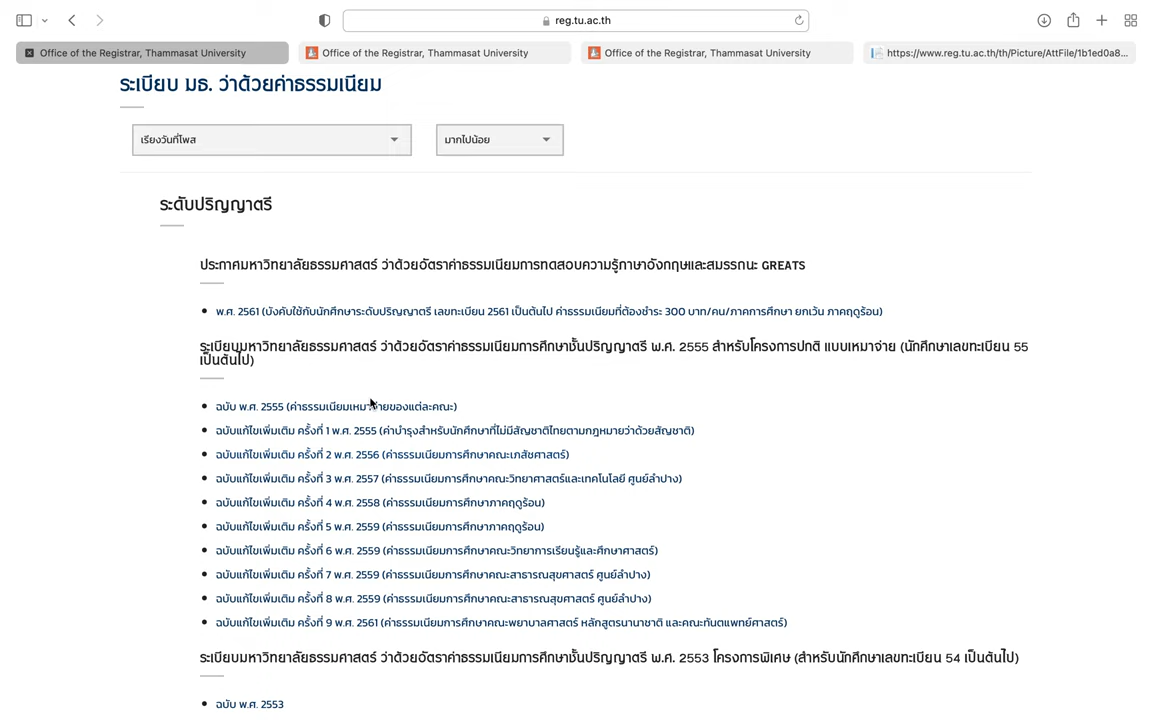 reg.tu.ac.th
Office of the Registrar, Thammasat University
Office of the Registrar, Thammasat University
Office of the Registrar, Thammasat University
https://www.reg.tu.ac.th/th/Picture/AttFile/1b1ed0a8...
ระเบียบ มธ. ว่าด้วยค่าธรรมเนียม
เรียงวันที่โพส
มากไปน้อย
ระดับปริญญาตรี
ประกาศมหาวิทยาลัยธรรมศาสตร์ ว่าด้วยอัตราค่าธรรมเนียมการทดสอบความรู้ภาษาอังกฤษและสมรรถนะ GREATS
พ.ศ. 2561 (บังคับใช้กับนักศึกษาระดับปริญญาตรี เลขทะเบียน 2561 เป็นต้นไป ค่าธรรมเนียมที่ต้องชำระ 300 บาท/คน/ภาคการศึกษา ยกเว้น ภาคฤดูร้อน)
ระเบียบมหาวิทยาลัยธรรมศาสตร์ ว่าด้วยอัตราค่าธรรมเนียมการศึกษาชั้นปริญญาตรี พ.ศ. 2555 สำหรับโครงการปกติ แบบเหมาจ่าย (นักศึกษาเลขทะเบียน 55
เป็นต้นไป)
ฉบับ พ.ศ. 2555 (ค่าธรรมเนียมเหมาจ่ายของแต่ละคณะ)
ฉบับแก้ไขเพิ่มเติม ครั้งที่ 1 พ.ศ. 2555 (ค่าบำรุงสำหรับนักศึกษาที่ไม่มีสัญชาติไทยตามกฎหมายว่าด้วยสัญชาติ)
ฉบับแก้ไขเพิ่มเติม ครั้งที่ 2 พ.ศ. 2556 (ค่าธรรมเนียมการศึกษาคณะเภสัชศาสตร์)
ฉบับแก้ไขเพิ่มเติม ครั้งที่ 3 พ.ศ. 2557 (ค่าธรรมเนียมการศึกษาคณะวิทยาศาสตร์และเทคโนโลยี ศูนย์ลำปาง)
ฉบับแก้ไขเพิ่มเติม ครั้งที่ 4 พ.ศ. 2558 (ค่าธรรมเนียมการศึกษาภาคฤดูร้อน)
ฉบับแก้ไขเพิ่มเติม ครั้งที่ 5 พ.ศ. 2559 (ค่าธรรมเนียมการศึกษาภาคฤดูร้อน)
ฉบับแก้ไขเพิ่มเติม ครั้งที่ 6 พ.ศ. 2559 (ค่าธรรมเนียมการศึกษาคณะวิทยาการเรียนรู้และศึกษาศาสตร์)
ฉบับแก้ไขเพิ่มเติม ครั้งที่ 7 พ.ศ. 2559 (ค่าธรรมเนียมการศึกษาคณะสาธารณสุขศาสตร์ ศูนย์ลำปาง)
ฉบับแก้ไขเพิ่มเติม ครั้งที่ 8 พ.ศ. 2559 (ค่าธรรมเนียมการศึกษาคณะสาธารณสุขศาสตร์ ศูนย์ลำปาง)
ฉบับแก้ไขเพิ่มเติม ครั้งที่ 9 พ.ศ. 2561 (ค่าธรรมเนียมการศึกษาคณะพยาบาลศาสตร์ หลักสูตรนานาชาติ และคณะทันตแพทย์ศาสตร์)
ระเบียบมหาวิทยาลัยธรรมศาสตร์ ว่าด้วยอัตราค่าธรรมเนียมการศึกษาชั้นปริญญาตรี พ.ศ. 2553 โครงการพิเศษ (สำหรับนักศึกษาเลขทะเบียน 54 เป็นต้นไป)
ฉบับ พ.ศ. 2553